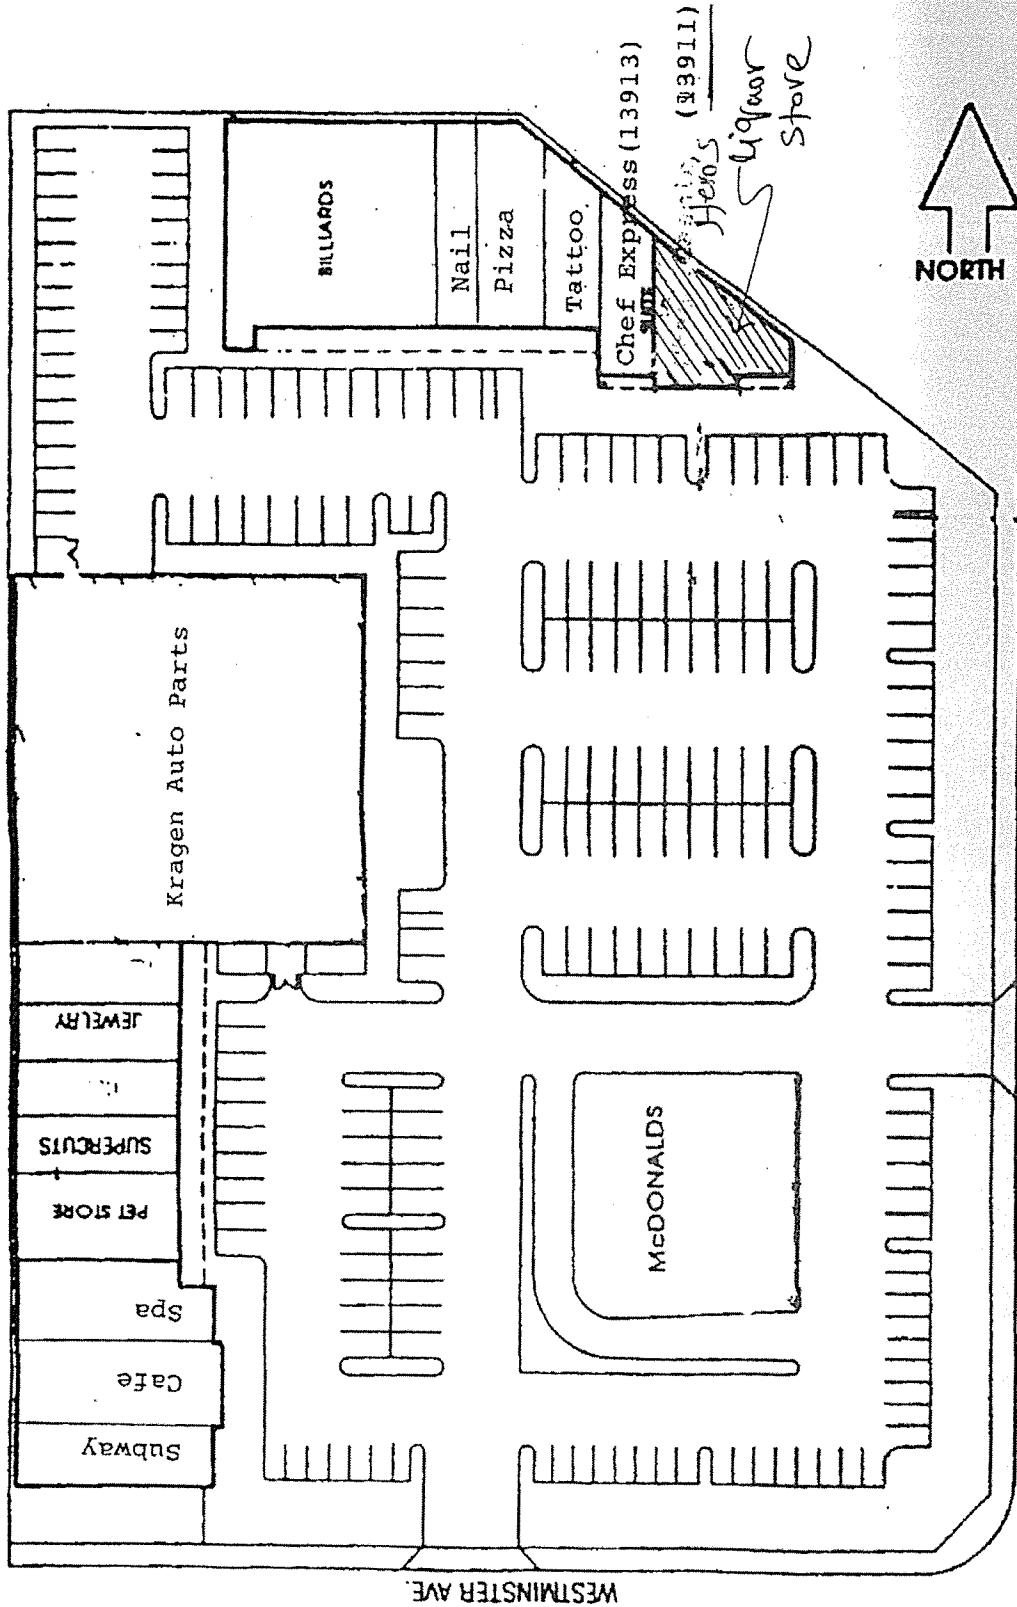 BILLIARDS
Nail
Pizza
Tattoo
Chef Express (13913)
SUITE
Hero's (13911)
Liquor
Store
NORTH
Kragen Auto Parts
JEWELRY
SUPERCUTS
PET STORE
Spa
Cafe
Subway
McDONALDS
WESTMINSTER AVE.